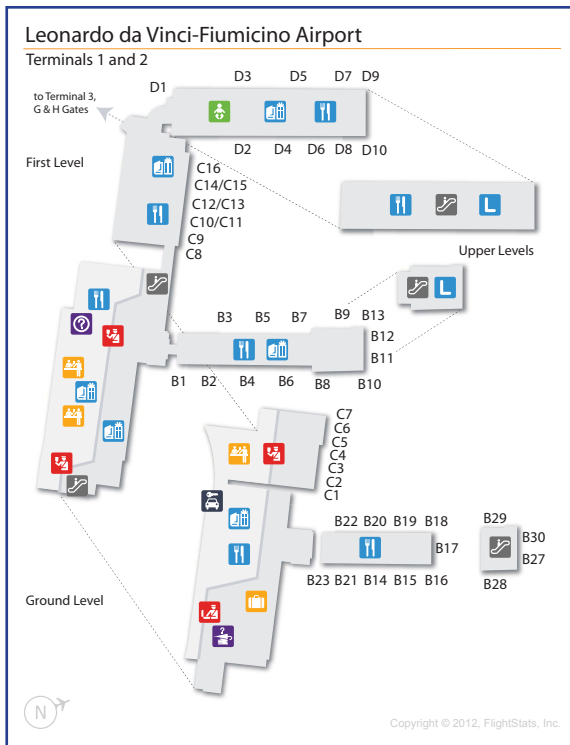 Leonardo da Vinci-Fiumicino Airport
Terminals 1 and 2
to Terminal 3,
G & H Gates
D1
D3 D5 D7 D9
D2 D4 D6 D8 D10
First Level
C16
C14/C15
C12/C13
C10/C11
C9
C8
L
Upper Levels
L
?
B3 B5 B7 B9 B13
B12
B11
B1 B2 B4 B6 B8 B10
C7
C6
C5
C4
C3
C2
C1
B22 B20 B19 B18
B17
B23 B21 B14 B15 B16
B29
B30
B27
B28
Ground Level
?
N
Copyright © 2012, FlightStats, Inc.